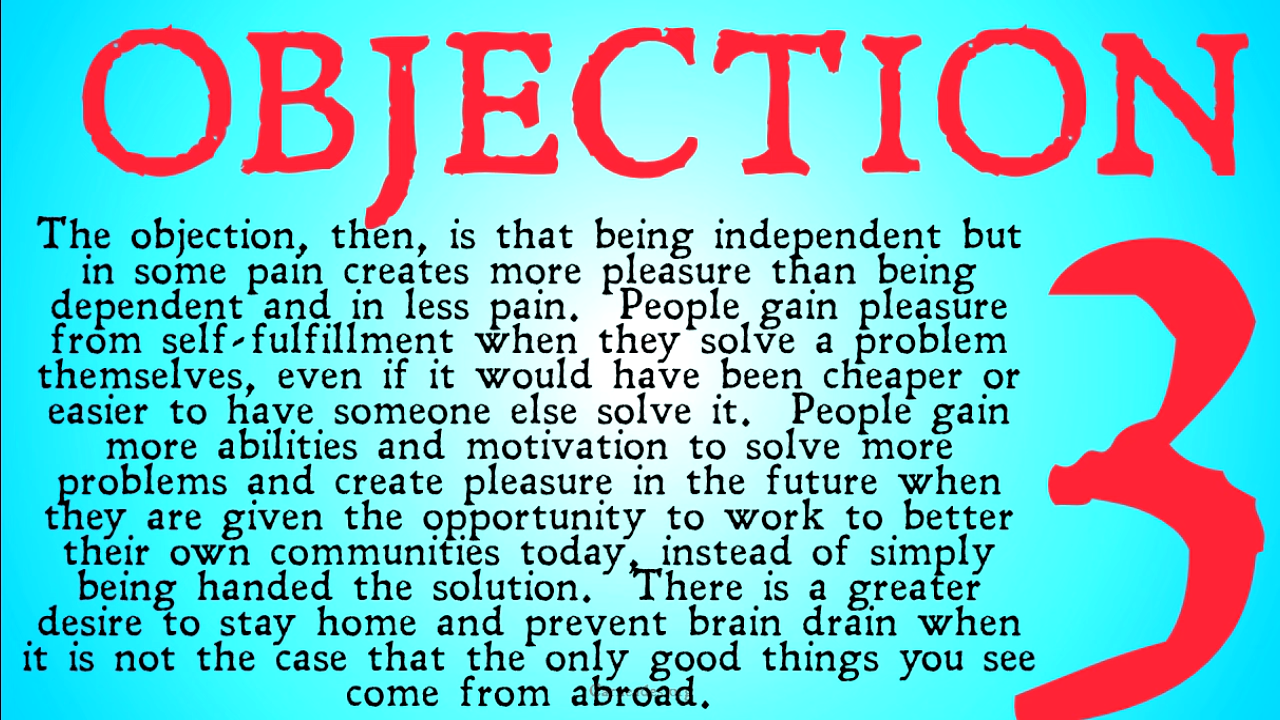 OBJECTION
3
The objection, then, is that being independent but
in some pain creates more pleasure than being
dependent and in less pain. People gain pleasure
from self-fulfillment when they solve a problem
themselves, even if it would have been cheaper or
easier to have someone else solve it. People gain
more abilities and motivation to solve more
problems and create pleasure in the future when
they are given the opportunity to work to better
their own communities today, instead of simply
being handed the solution. There is a greater
desire to stay home and prevent brain drain when
it is not the case that the only good things you see
come from abroad.